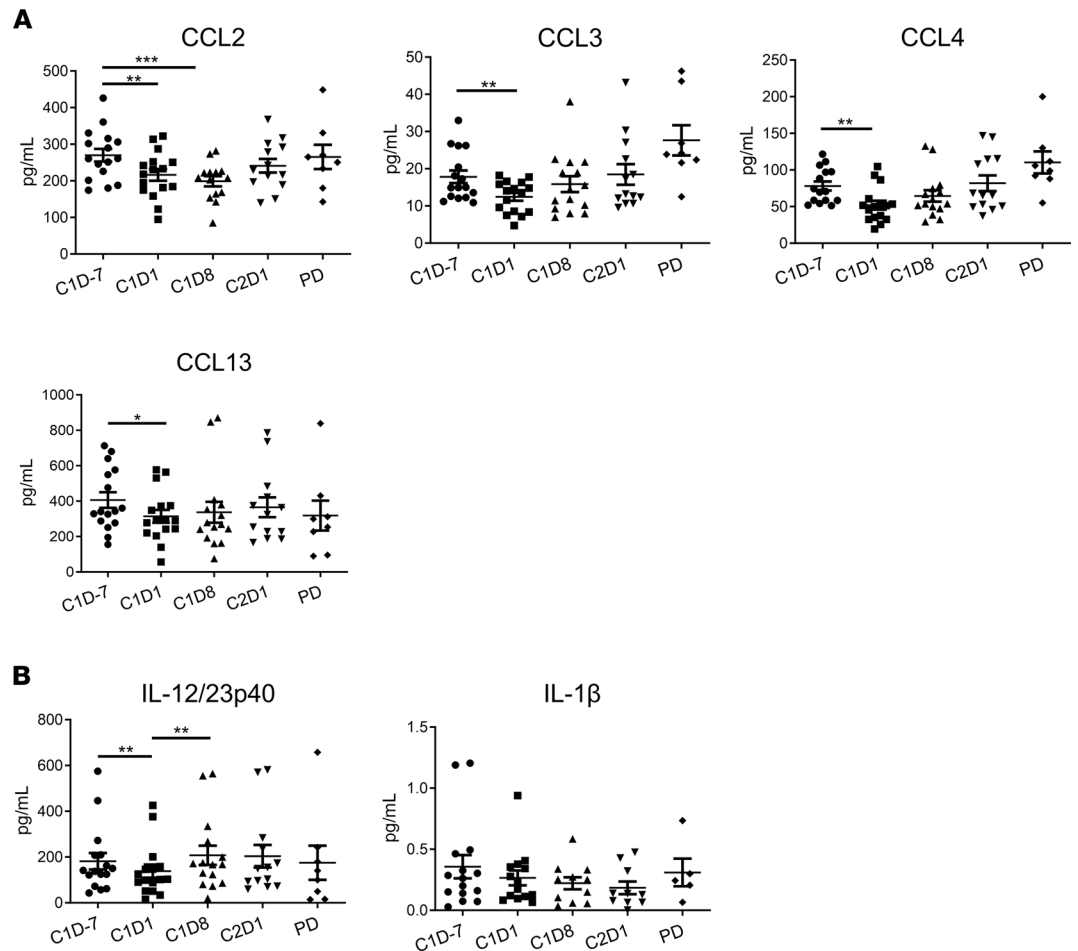 A
CCL2
***
**
500
400
300
200
100
0
pg/mL
C1D-7 C1D1 C1D8 C2D1 PD
CCL3
**
50
40
30
20
10
0
pg/mL
C1D-7 C1D1 C1D8 C2D1 PD
CCL4
**
250
200
150
100
50
0
pg/mL
C1D-7 C1D1 C1D8 C2D1 PD
CCL13
*
1000
800
600
400
200
0
pg/mL
C1D-7 C1D1 C1D8 C2D1 PD
B
IL-12/23p40
** **
800
600
400
200
0
pg/mL
C1D-7 C1D1 C1D8 C2D1 PD
IL-1β
1.5
1.0
0.5
0.0
pg/mL
C1D-7 C1D1 C1D8 C2D1 PD